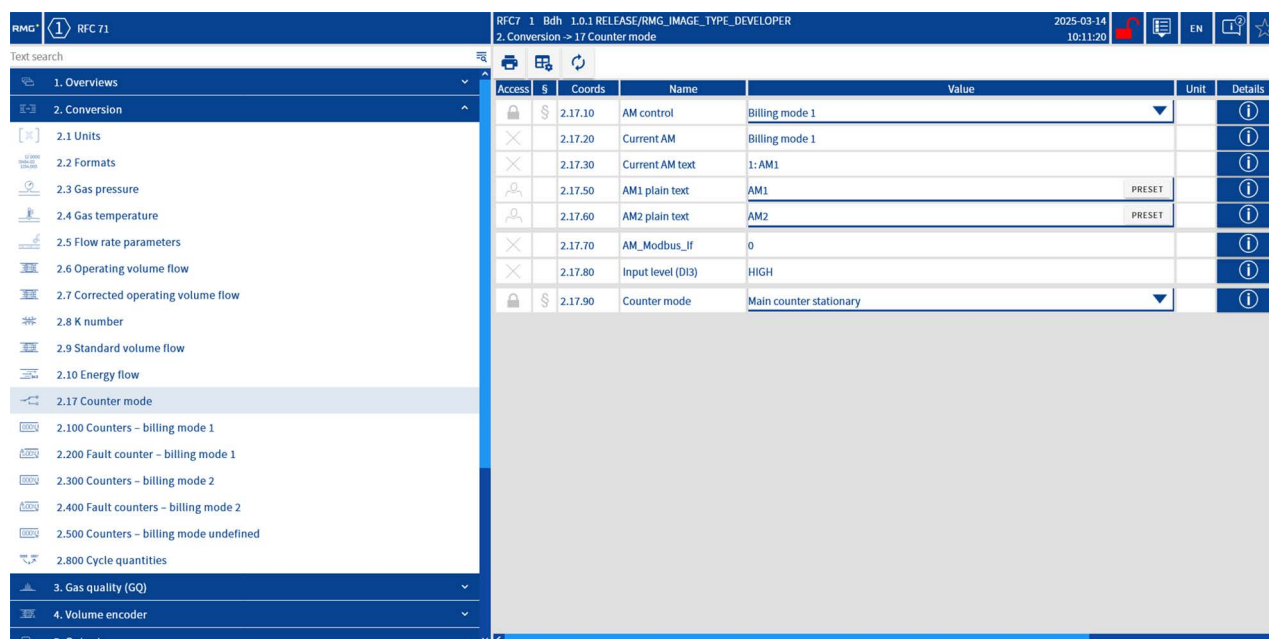 RMG 1 RFC 71
RFC7 1 Bdh 1.0.1 RELEASE/RMG_IMAGE_TYPE_DEVELOPER
2. Conversion -> 17 Counter mode
2025-03-14
10:11:20
EN
2
Text search
1. Overviews
2. Conversion
2.1 Units
2.2 Formats
2.3 Gas pressure
2.4 Gas temperature
2.5 Flow rate parameters
2.6 Operating volume flow
2.7 Corrected operating volume flow
2.8 K number
2.9 Standard volume flow
2.10 Energy flow
2.17 Counter mode
2.100 Counters – billing mode 1
2.200 Fault counter – billing mode 1
2.300 Counters – billing mode 2
2.400 Fault counters – billing mode 2
2.500 Counters – billing mode undefined
2.800 Cycle quantities
3. Gas quality (GQ)
4. Volume encoder
Access § Coords Name Value Unit Details
§ 2.17.10 AM control Billing mode 1
2.17.20 Current AM Billing mode 1
2.17.30 Current AM text 1: AM1
2.17.50 AM1 plain text AM1 PRESET
2.17.60 AM2 plain text AM2 PRESET
2.17.70 AM_Modbus_If 0
2.17.80 Input level (DI3) HIGH
§ 2.17.90 Counter mode Main counter stationary